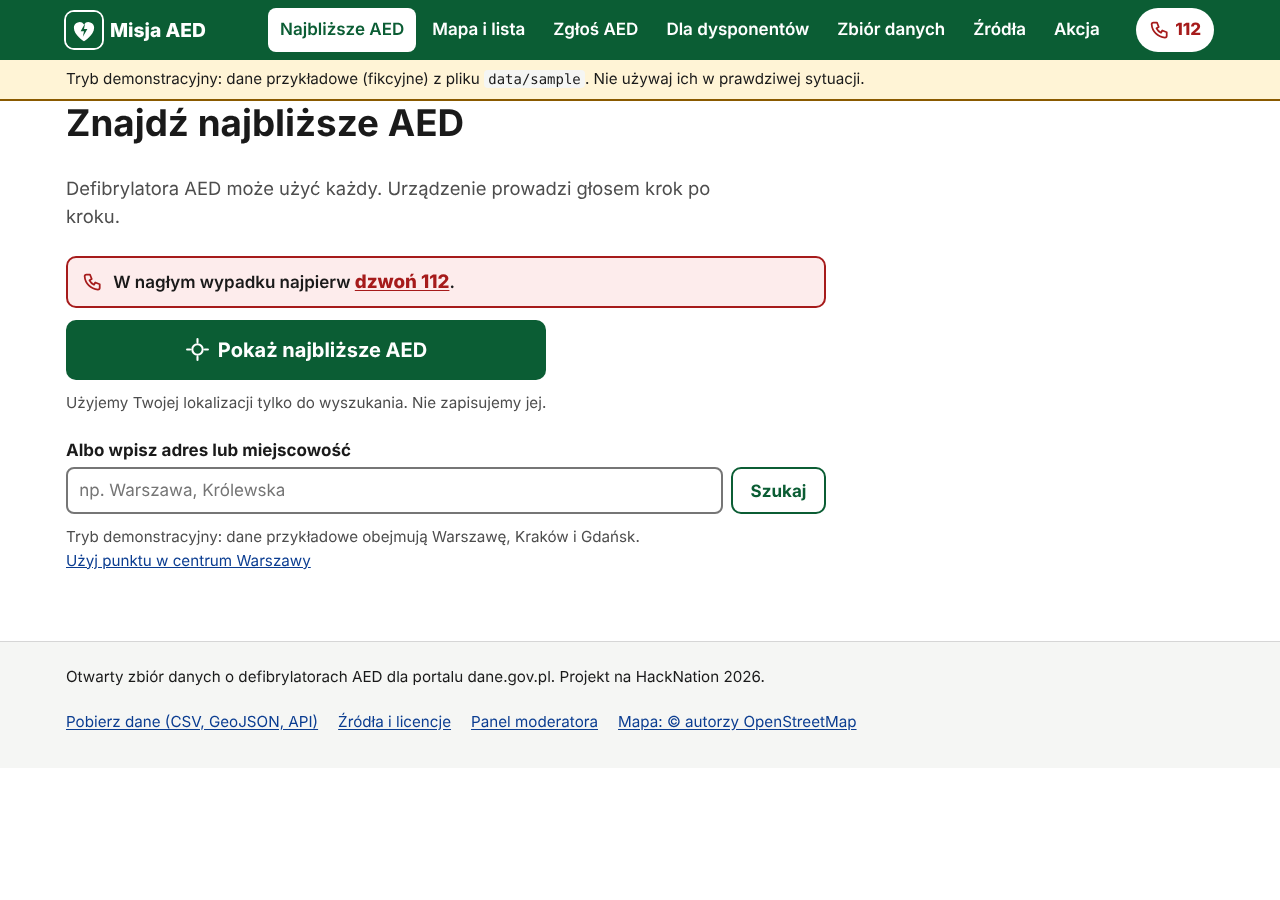 Misja AED
Najbliższe AED
Mapa i lista
Zgłoś AED
Dla dysponentów
Zbiór danych
Źródła
Akcja
112
Tryb demonstracyjny: dane przykładowe (fikcyjne) z pliku data/sample. Nie używaj ich w prawdziwej sytuacji.
Znajdź najbliższe AED
Defibrylatora AED może użyć każdy. Urządzenie prowadzi głosem krok po
kroku.
W nagłym wypadku najpierw dzwoń 112.
Pokaż najbliższe AED
Użyjemy Twojej lokalizacji tylko do wyszukania. Nie zapisujemy jej.
Albo wpisz adres lub miejscowość
np. Warszawa, Królewska
Szukaj
Tryb demonstracyjny: dane przykładowe obejmują Warszawę, Kraków i Gdańsk.
Użyj punktu w centrum Warszawy
Otwarty zbiór danych o defibrylatorach AED dla portalu dane.gov.pl. Projekt na HackNation 2026.
Pobierz dane (CSV, GeoJSON, API)
Źródła i licencje
Panel moderatora
Mapa: © autorzy OpenStreetMap